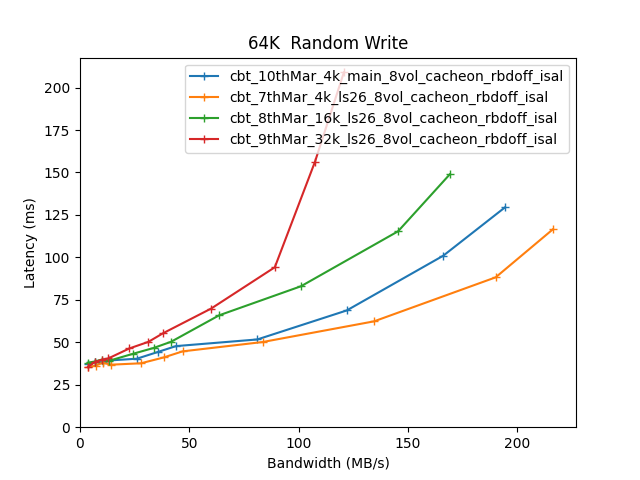 64K  Random Write
cbt_10thMar_4k_main_8vol_cacheon_rbdoff_isal
cbt_7thMar_4k_ls26_8vol_cacheon_rbdoff_isal
cbt_8thMar_16k_ls26_8vol_cacheon_rbdoff_isal
cbt_9thMar_32k_ls26_8vol_cacheon_rbdoff_isal
Latency (ms)
200
175
150
125
100
75
50
25
0
0 50 100 150 200
Bandwidth (MB/s)